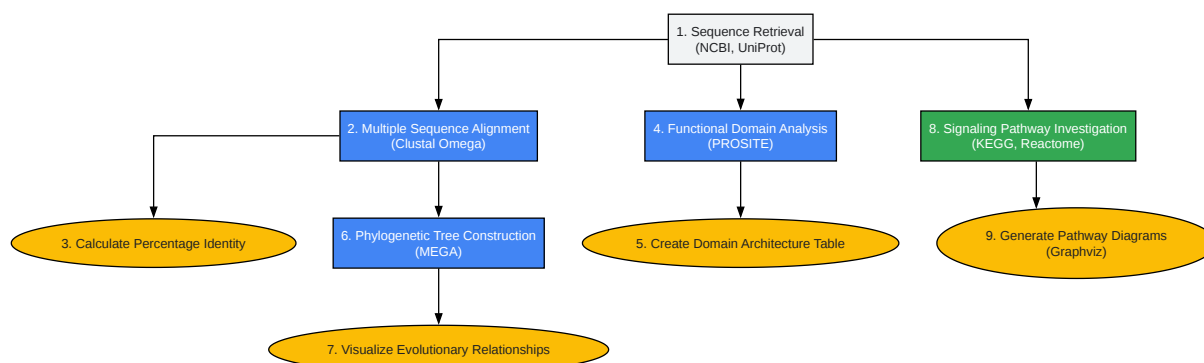 1. Sequence Retrieval
(NCBI, UniProt)
2. Multiple Sequence Alignment
(Clustal Omega)
4. Functional Domain Analysis
(PROSITE)
8. Signaling Pathway Investigation
(KEGG, Reactome)
3. Calculate Percentage Identity
6. Phylogenetic Tree Construction
(MEGA)
5. Create Domain Architecture Table
9. Generate Pathway Diagrams
(Graphviz)
7. Visualize Evolutionary Relationships